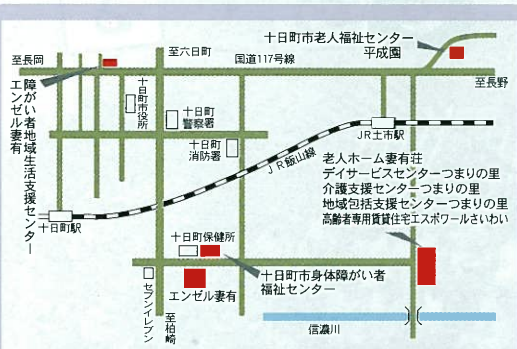 十日町市老人福祉センター
平成園
至六日町
国道117号線
至長岡
至長野
障がい者地域生活支援センター
エンゼル妻有
十日町市役所
十日町
警察署
十日町
消防署
JR飯山線
JR土市駅
老人ホーム妻有荘
デイサービスセンターつまりの里
介護支援センターつまりの里
地域包括支援センターつまりの里
高齢者専用賃貸住宅エスポワールさいわい
十日町駅
十日町保健所
十日町市身体障がい者
福祉センター
エンゼル妻有
セブンイレブン
至柏崎
信濃川